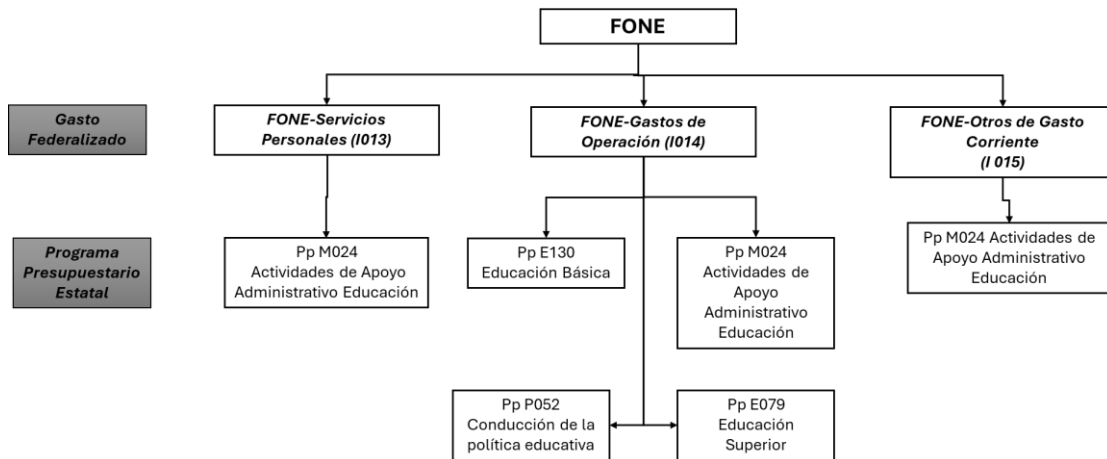 FONE
Gasto
Federalizado
FONE-Servicios
Personales (I013)
FONE-Gastos de
Operación (I014)
FONE-Otros de Gasto
Corriente
(I 015)
Programa
Presupuestario
Estatal
Pp M024
Actividades de Apoyo
Administrativo Educación
Pp E130
Educación Básica
Pp M024
Actividades de
Apoyo
Administrativo
Educación
Pp M024 Actividades de
Apoyo Administrativo
Educación
Pp P052
Conducción de la
política educativa
Pp E079
Educación
Superior